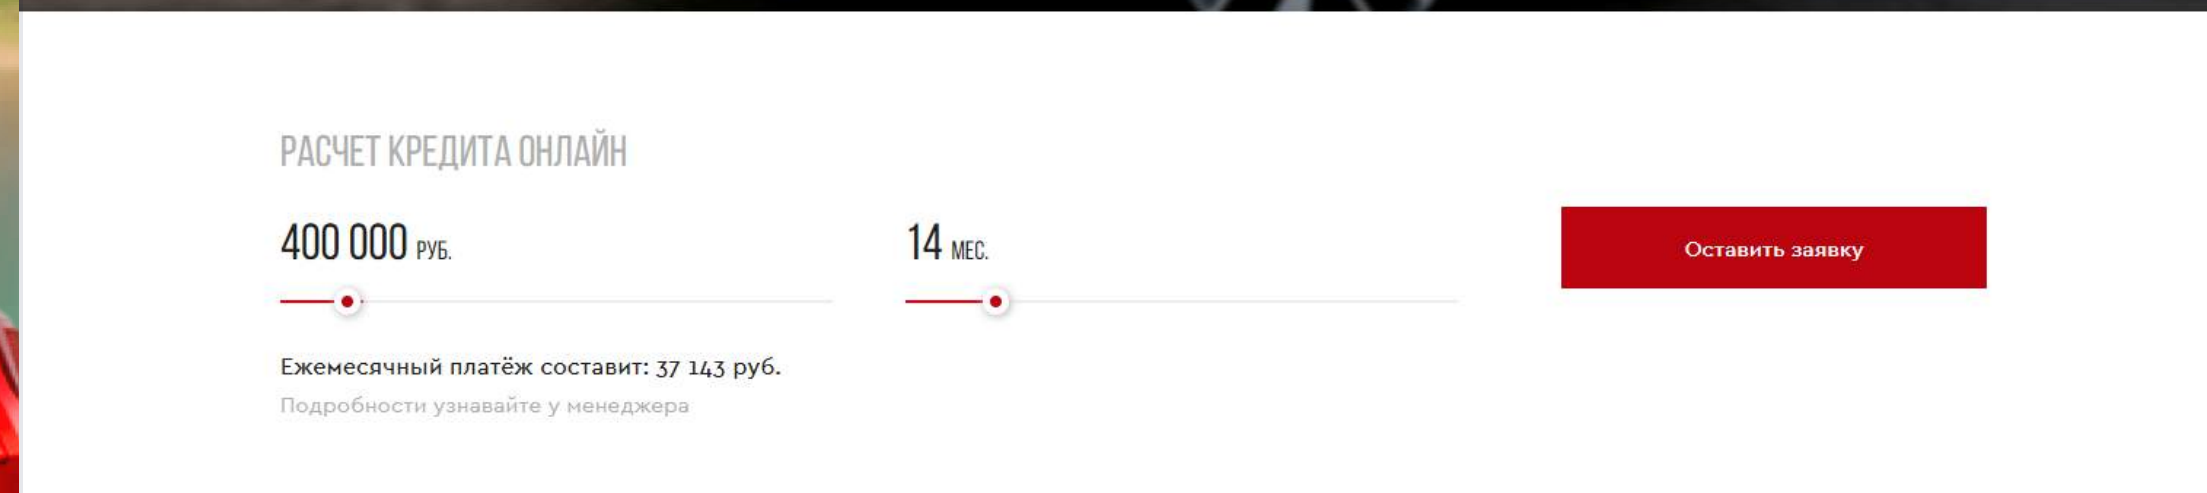 РАСЧЕТ КРЕДИТА ОНЛАЙН
400 000 РУБ.
14 МЕС.
Оставить заявку
Ежемесячный платёж составит: 37 143 руб.
Подробности узнавайте у менеджера